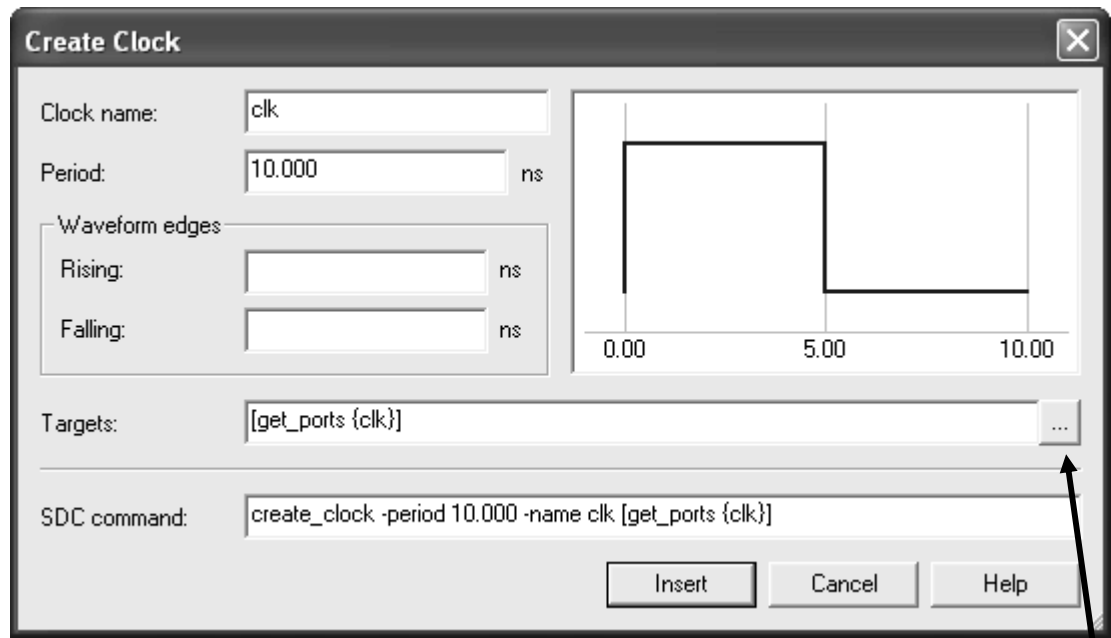 Create Clock
Clock name: clk
Period: 10.000 ns
Waveform edges
Rising: ns
Falling: ns
0.00 5.00 10.00
Targets: [get_ports {clk}] ...
SDC command: create_clock -period 10.000 -name clk [get_ports {clk}]
Insert Cancel Help